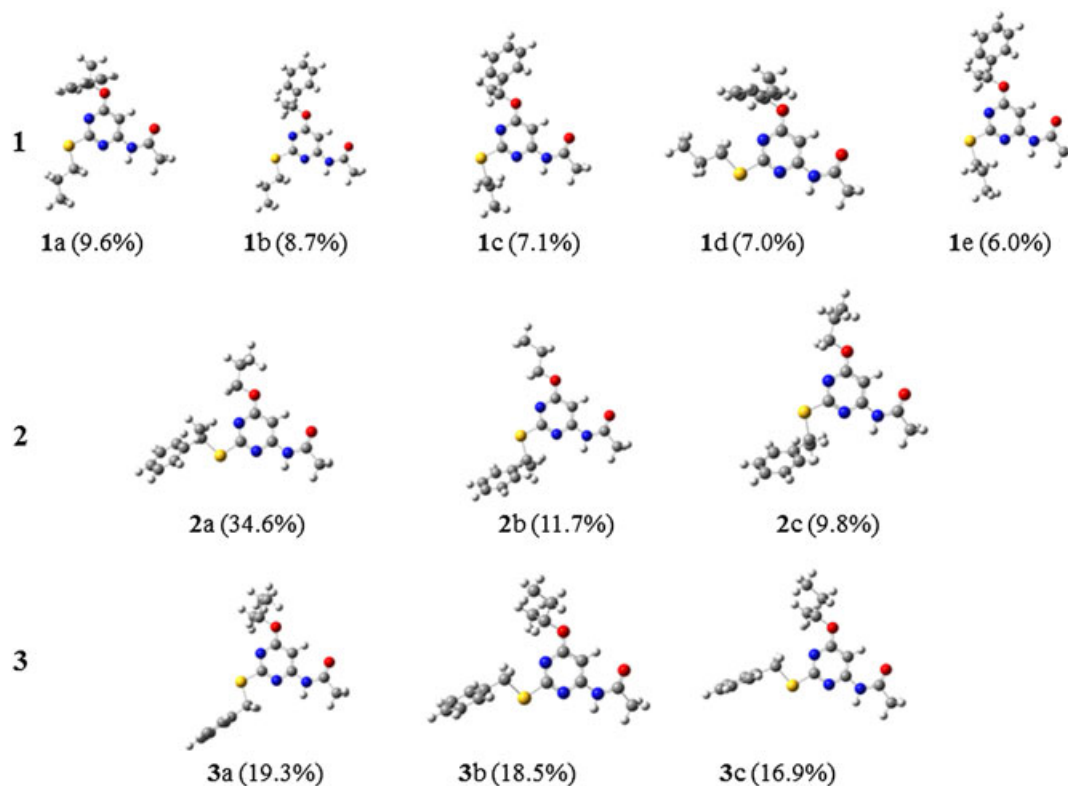 1
1a (9.6%) 1b (8.7%) 1c (7.1%) 1d (7.0%) 1e (6.0%)
2
2a (34.6%) 2b (11.7%) 2c (9.8%)
3
3a (19.3%) 3b (18.5%) 3c (16.9%)